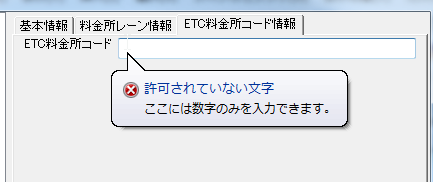 基本情報 料金所レーン情報 ETC料金所コード情報
ETC料金所コード
許可されていない文字
ここには数字のみを入力できます。